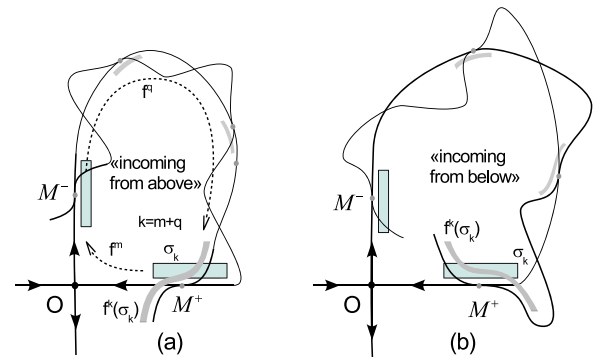 f^q
«incoming
from above»
M^-
k=m+q
f^m
σ_k
O
f^k(σ_k)
M^+
(a)
«incoming
from below»
M^-
f^k(σ_k)
σ_k
O
M^+
(b)